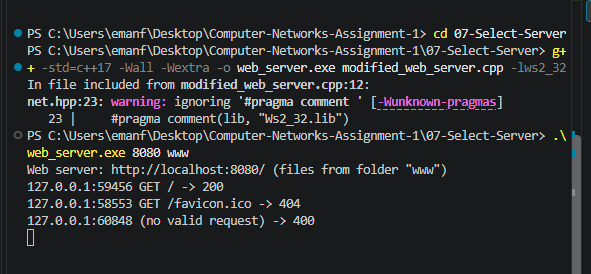 PS C:\Users\emanf\Desktop\Computer-Networks-Assignment-1> cd 07-Select-Server
PS C:\Users\emanf\Desktop\Computer-Networks-Assignment-1\07-Select-Server> g+
+ -std=c++17 -Wall -Wextra -o web_server.exe modified_web_server.cpp -lws2_32
In file included from modified_web_server.cpp:12:
net.hpp:23: warning: ignoring '#pragma comment ' [-Wunknown-pragmas]
23 | #pragma comment(lib, "Ws2_32.lib")
PS C:\Users\emanf\Desktop\Computer-Networks-Assignment-1\07-Select-Server> .\
web_server.exe 8080 www
Web server: http://localhost:8080/ (files from folder "www")
127.0.0.1:59456 GET / -> 200
127.0.0.1:58553 GET /favicon.ico -> 404
127.0.0.1:60848 (no valid request) -> 400